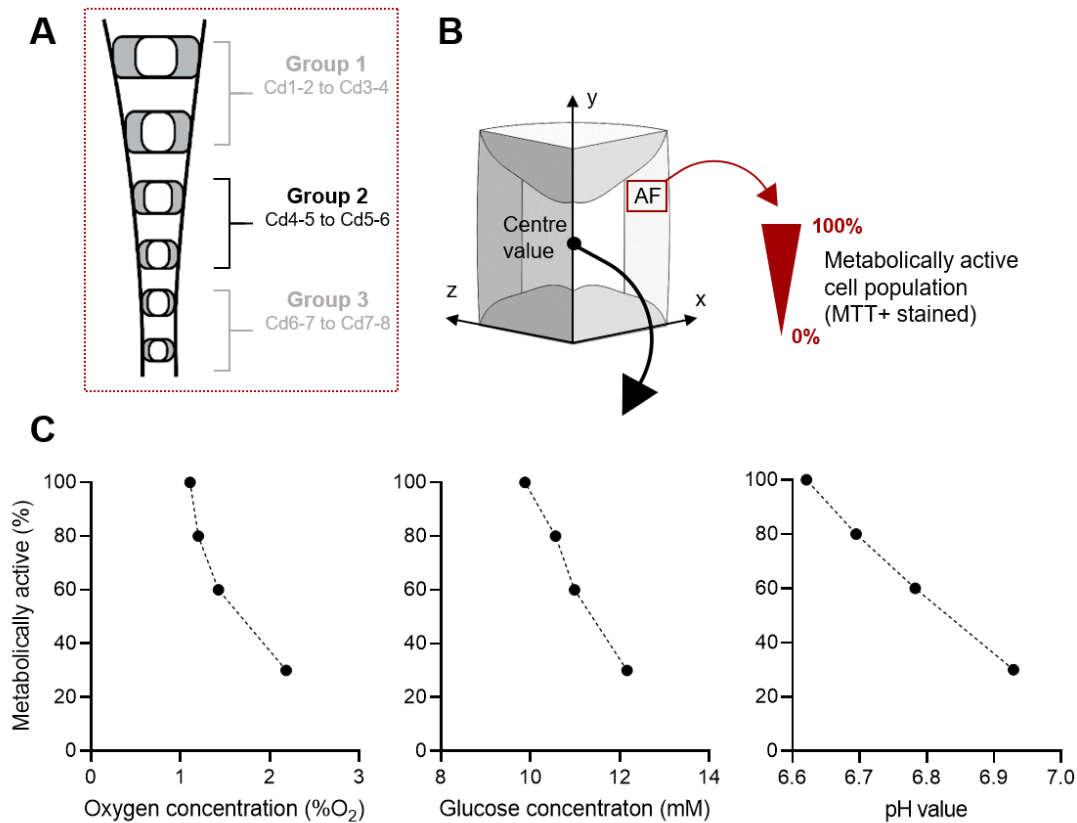 A
Group 1
Cd1-2 to Cd3-4
Group 2
Cd4-5 to Cd5-6
Group 3
Cd6-7 to Cd7-8
B
y
AF
Centre
value
z
x
100%
Metabolically active
cell population
(MTT+ stained)
0%
C
Metabolically active (%)
100
80
60
40
20
0
0 1 2 3
Oxygen concentration (%O₂)
100
80
60
40
20
0
8 10 12 14
Glucose concentraton (mM)
100
80
60
40
20
0
6.6 6.7 6.8 6.9 7.0
pH value